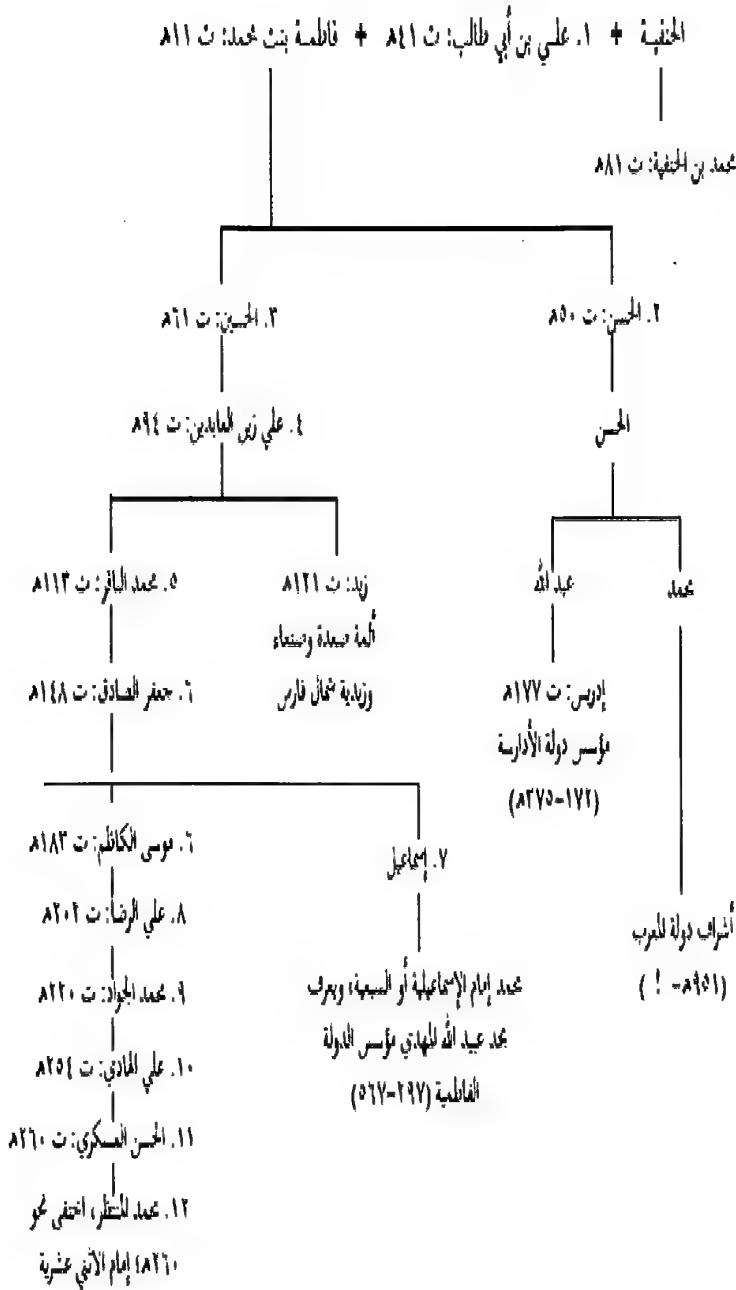 الحنفية + ١. علي بن أبي طالب: ت ٤١هـ + فاطمة بنت محمد: ت ١١هـ
محمد بن الحنفية: ت ٨١هـ
٢. الحسن: ت ٥٠هـ
٣. الحسين: ت ٦١هـ
الحسن
٤. علي زين العابدين: ت ٩٤هـ
محمد
عبد الله
زيد: ت ١٢١هـ
أئمة صعدة وصنعاء
وزيدية شمال فارس
٥. محمد الباقر: ت ١١٣هـ
إدريس: ت ١٧٧هـ
مؤسس دولة الأدارسة
(١٧٢-٣٧٥هـ)
٦. جعفر الصادق: ت ١٤٨هـ
أشراف دولة المغرب
(٩٥١هـ- ! )
٧. إسماعيل
محمد إمام الإسماعيلية أو السبعية، ويعرف
بجد عبيد الله المهدي مؤسس الدولة
الفاطمية (٢٩٧-٥٦٧)
٦. موسى الكاظم: ت ١٨٣هـ
٨. علي الرضا: ت ٢٠٢هـ
٩. محمد الجواد: ت ٢٢٠هـ
١٠. علي الهادي: ت ٢٥٤هـ
١١. الحسن العسكري: ت ٢٦٠هـ
١٢. محمد المنتظر، اختفى نحو
٢٦٠هـ؛ إمام الاثني عشرية